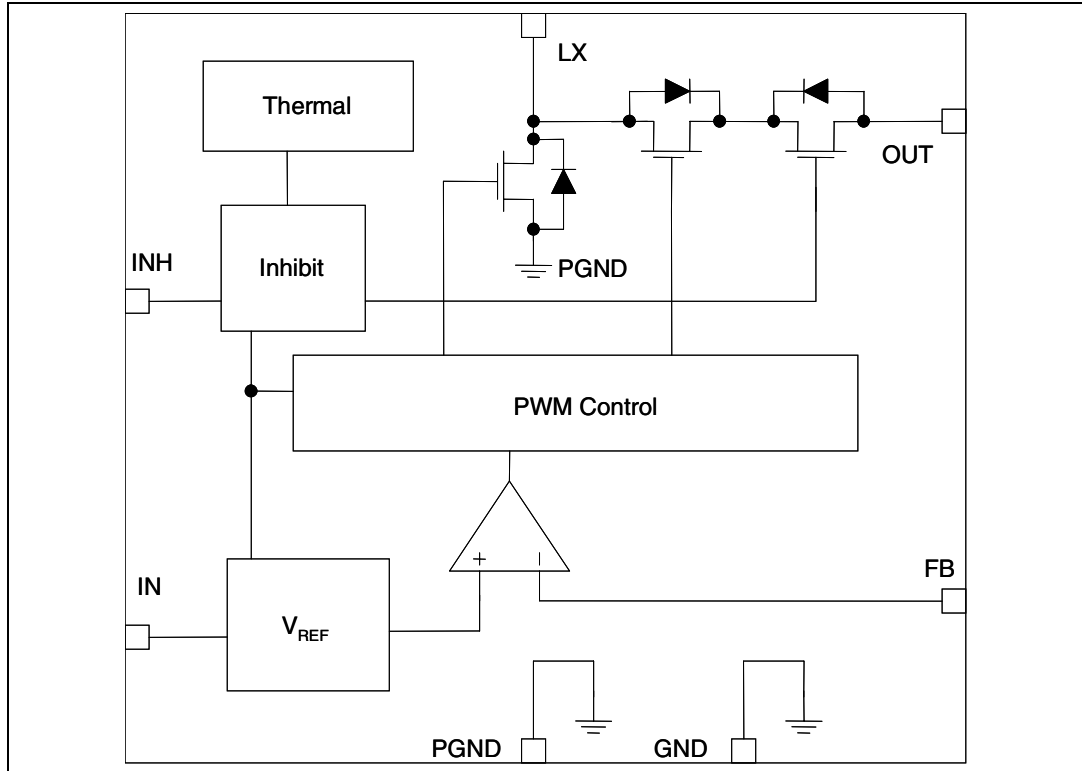 LX
Thermal
OUT
INH
Inhibit
PGND
PWM Control
+
−
IN
FB
VREF
PGND
GND